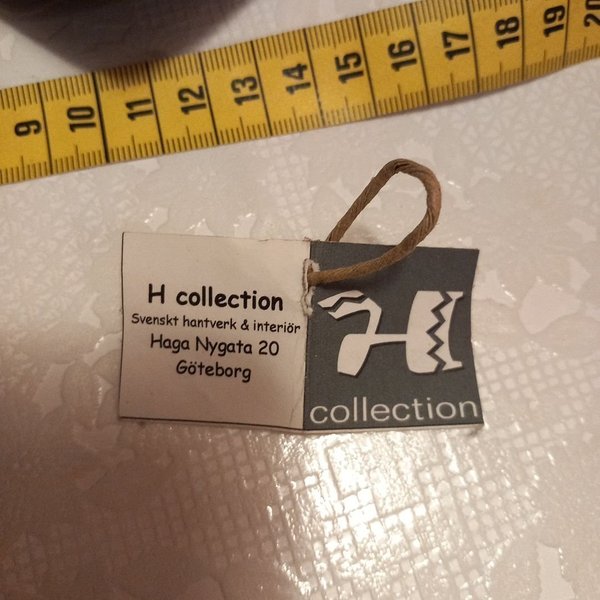 9 10 11 12 13 14 15 16 17 18 19 20
H collection
Svenskt hantverk & interiör
Haga Nygata 20
Göteborg
H
collection